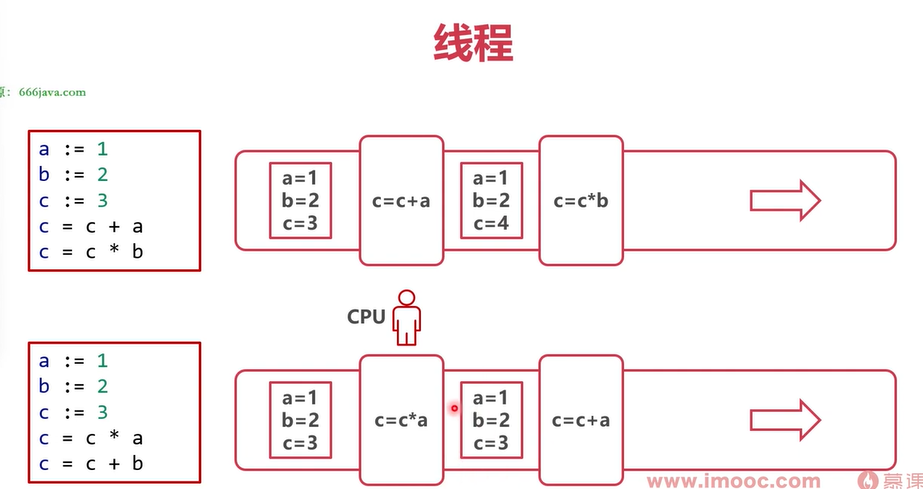 线程
源：666java.com
a := 1
b := 2
c := 3
c = c + a
c = c * b
a=1
b=2
c=3
c=c+a
a=1
b=2
c=4
c=c*b
CPU
a := 1
b := 2
c := 3
c = c * a
c = c + b
a=1
b=2
c=3
c=c*a
a=1
b=2
c=3
c=c+a
www.imooc.com 慕课